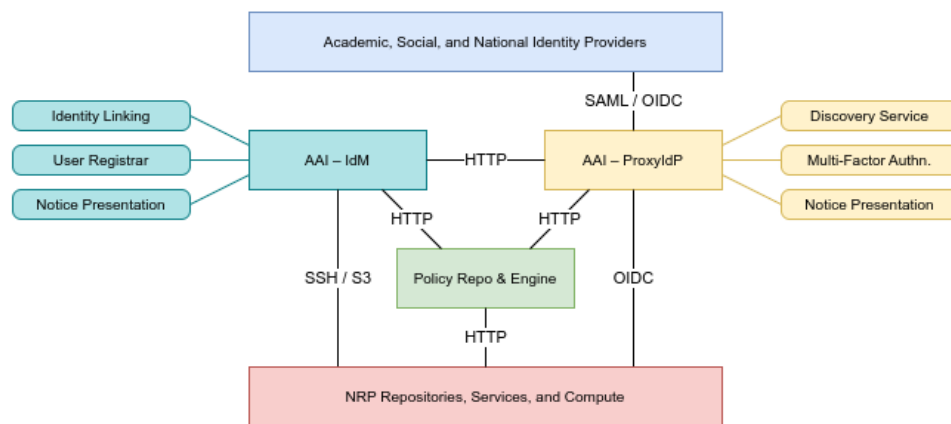 Academic, Social, and National Identity Providers
SAML / OIDC
Identity Linking
Discovery Service
User Registrar
AAI – IdM
HTTP
AAI – ProxyIdP
Multi-Factor Authn.
Notice Presentation
Notice Presentation
HTTP
HTTP
SSH / S3
Policy Repo & Engine
OIDC
HTTP
NRP Repositories, Services, and Compute